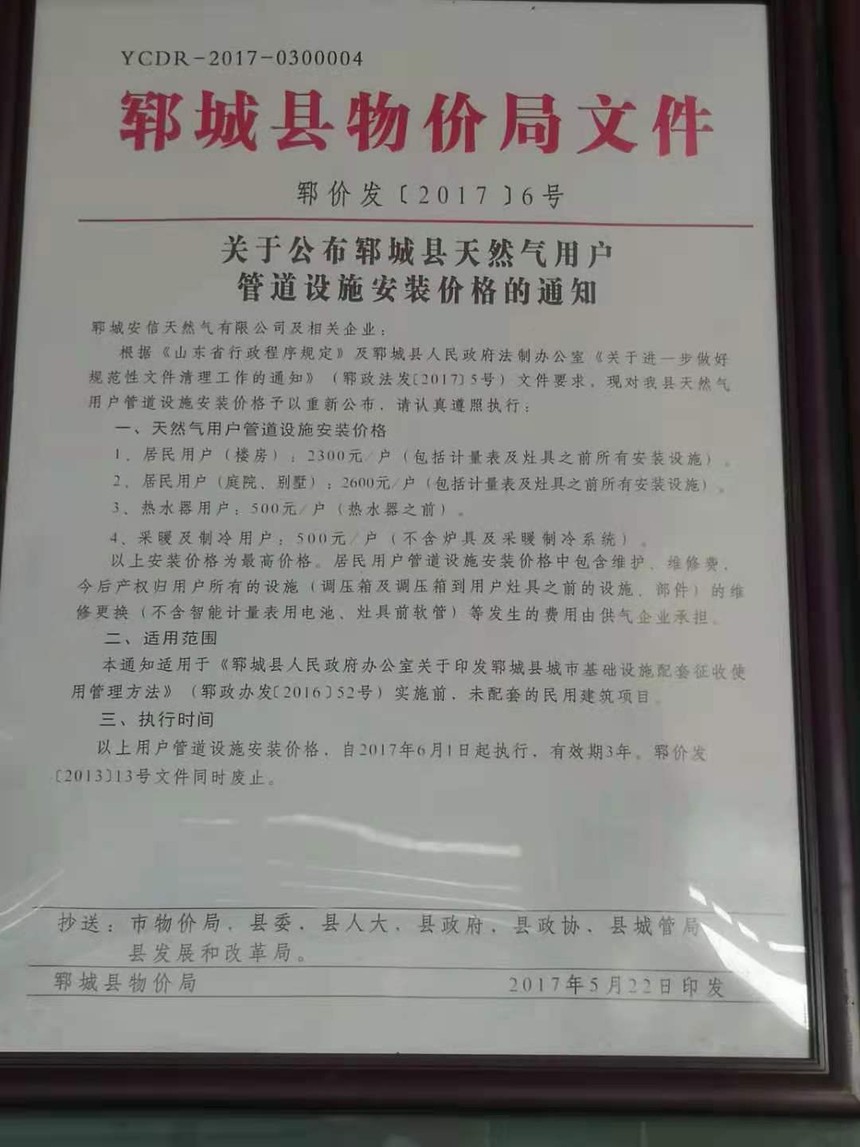 YCDR-2017-0300004
郓城县物价局文件
郓价发〔2017〕6号
关于公布郓城县天然气用户
管道设施安装价格的通知
郓城安信天然气有限公司及相关企业：
根据《山东省行政程序规定》及郓城县人民政府法制办公室《关于进一步做好
规范性文件清理工作的通知》（郓政法发〔2017〕5号）文件要求，现对我县天然气
用户管道设施安装价格予以重新公布，请认真遵照执行：
一、天然气用户管道设施安装价格
1、居民用户（楼房）：2300元/户（包括计量表及灶具之前所有安装设施）。
2、居民用户（庭院、别墅）：2600元/户（包括计量表及灶具之前所有安装设施）。
3、热水器用户：500元/户（热水器之前）。
4、采暖及制冷用户：500元/户（不含炉具及采暖制冷系统）。
以上安装价格为最高价格。居民用户管道设施安装价格中包含维护、维修费，
今后产权归用户所有的设施（调压箱及调压箱到用户灶具之前的设施、部件）的维
修更换（不含智能计量表用电池、灶具前软管）等发生的费用由供气企业承担。
二、适用范围
本通知适用于《郓城县人民政府办公室关于印发郓城县城市基础设施配套征收使
用管理方法》（郓政办发〔2016〕52号）实施前，未配套的民用建筑项目。
三、执行时间
以上用户管道设施安装价格，自2017年6月1日起执行，有效期3年。郓价发
〔2013〕13号文件同时废止。
抄送：市物价局，县委、县人大、县政府、县政协、县城管局
县发展和改革局。
郓城县物价局 2017年5月22日印发